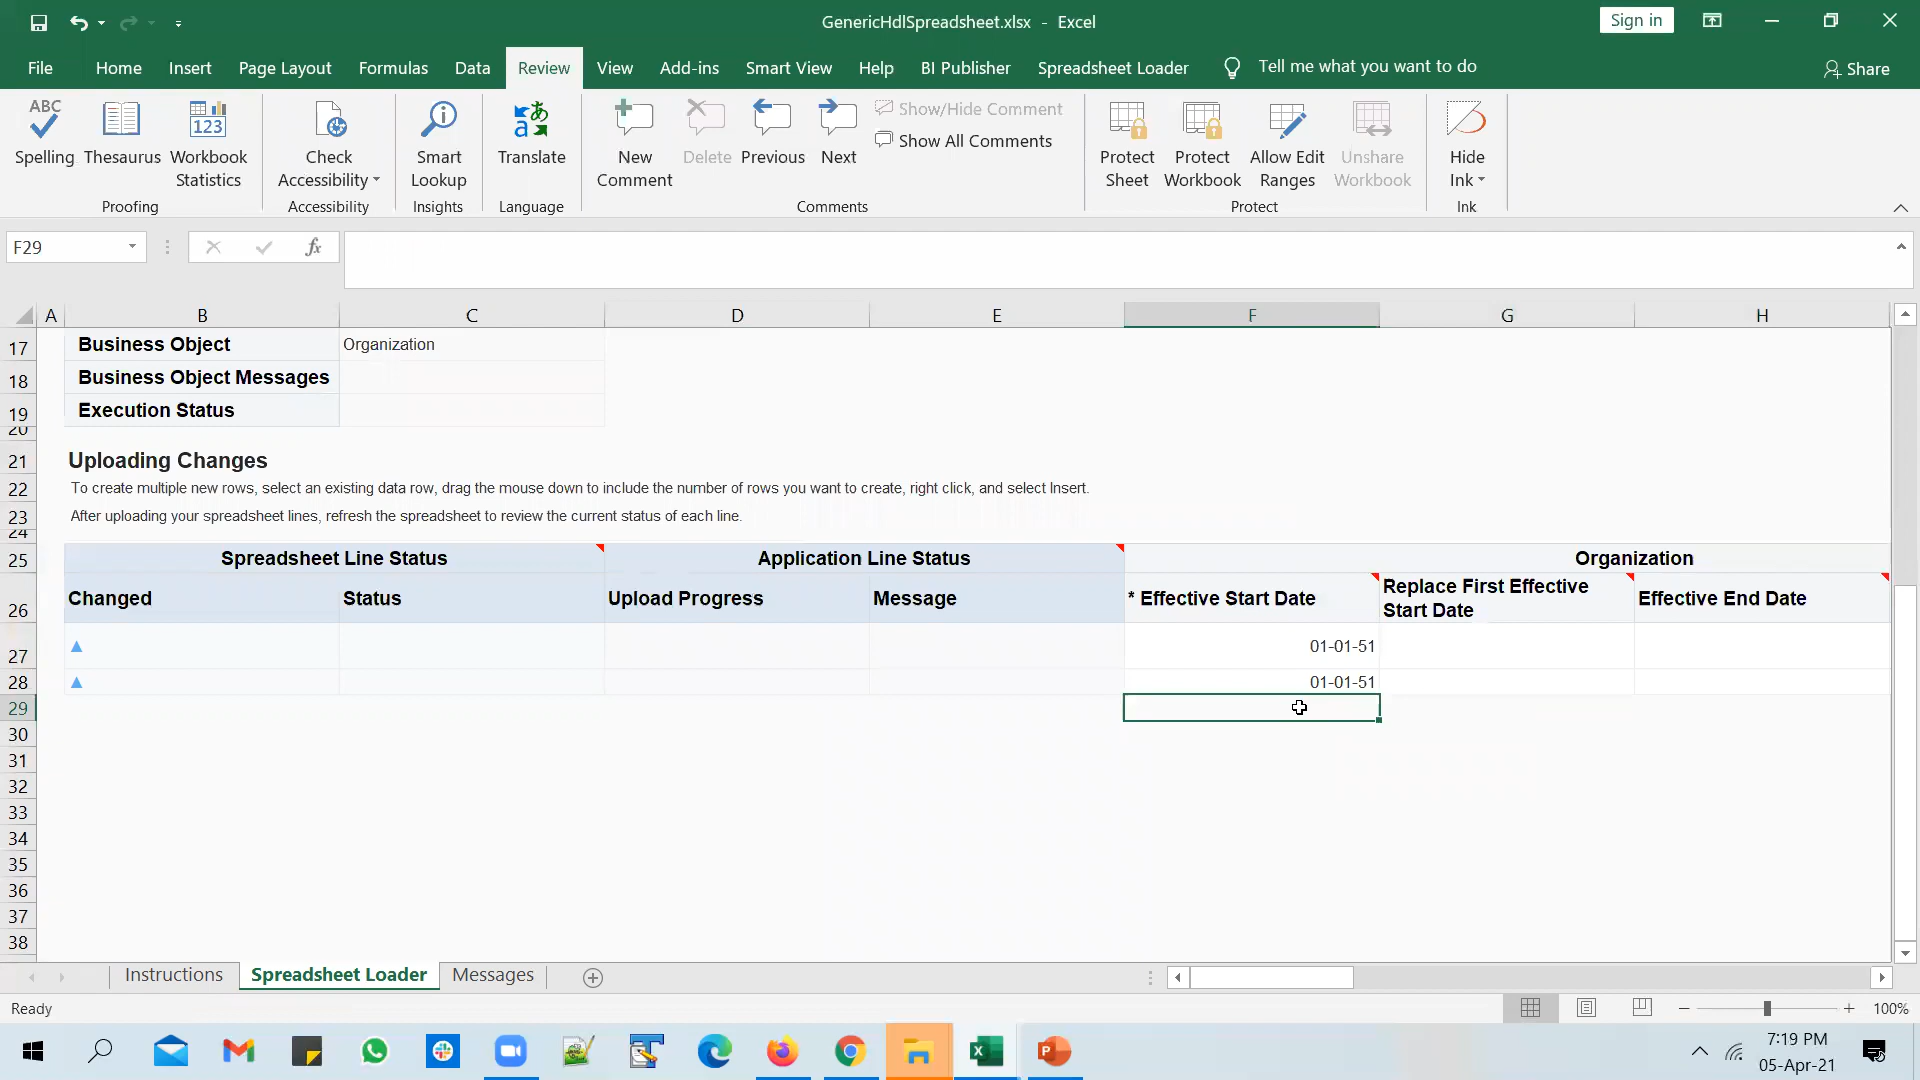 GenericHdlSpreadsheet.xlsx - Excel
Sign in
File Home Insert Page Layout Formulas Data Review View Add-ins Smart View Help BI Publisher Spreadsheet Loader Tell me what you want to do Share
ABC
123
Spelling Thesaurus Workbook Statistics
Check Accessibility
Smart Lookup
Translate
New Comment
Delete Previous Next
Show/Hide Comment
Show All Comments
Protect Sheet
Protect Workbook
Allow Edit Ranges
Unshare Workbook
Hide Ink
Proofing Accessibility Insights Language Comments Protect Ink
F29 fx
A B C D E F G H
17 Business Object Organization
18 Business Object Messages
19 Execution Status
20
21 Uploading Changes
22 To create multiple new rows, select an existing data row, drag the mouse down to include the number of rows you want to create, right click, and select Insert.
23 After uploading your spreadsheet lines, refresh the spreadsheet to review the current status of each line.
24
25 Spreadsheet Line Status Application Line Status Organization
26 Changed Status Upload Progress Message * Effective Start Date Replace First Effective Start Date Effective End Date
27 01-01-51
28 01-01-51
29
30
31
32
33
34
35
36
37
38
Instructions Spreadsheet Loader Messages
Ready 100%
7:19 PM
05-Apr-21